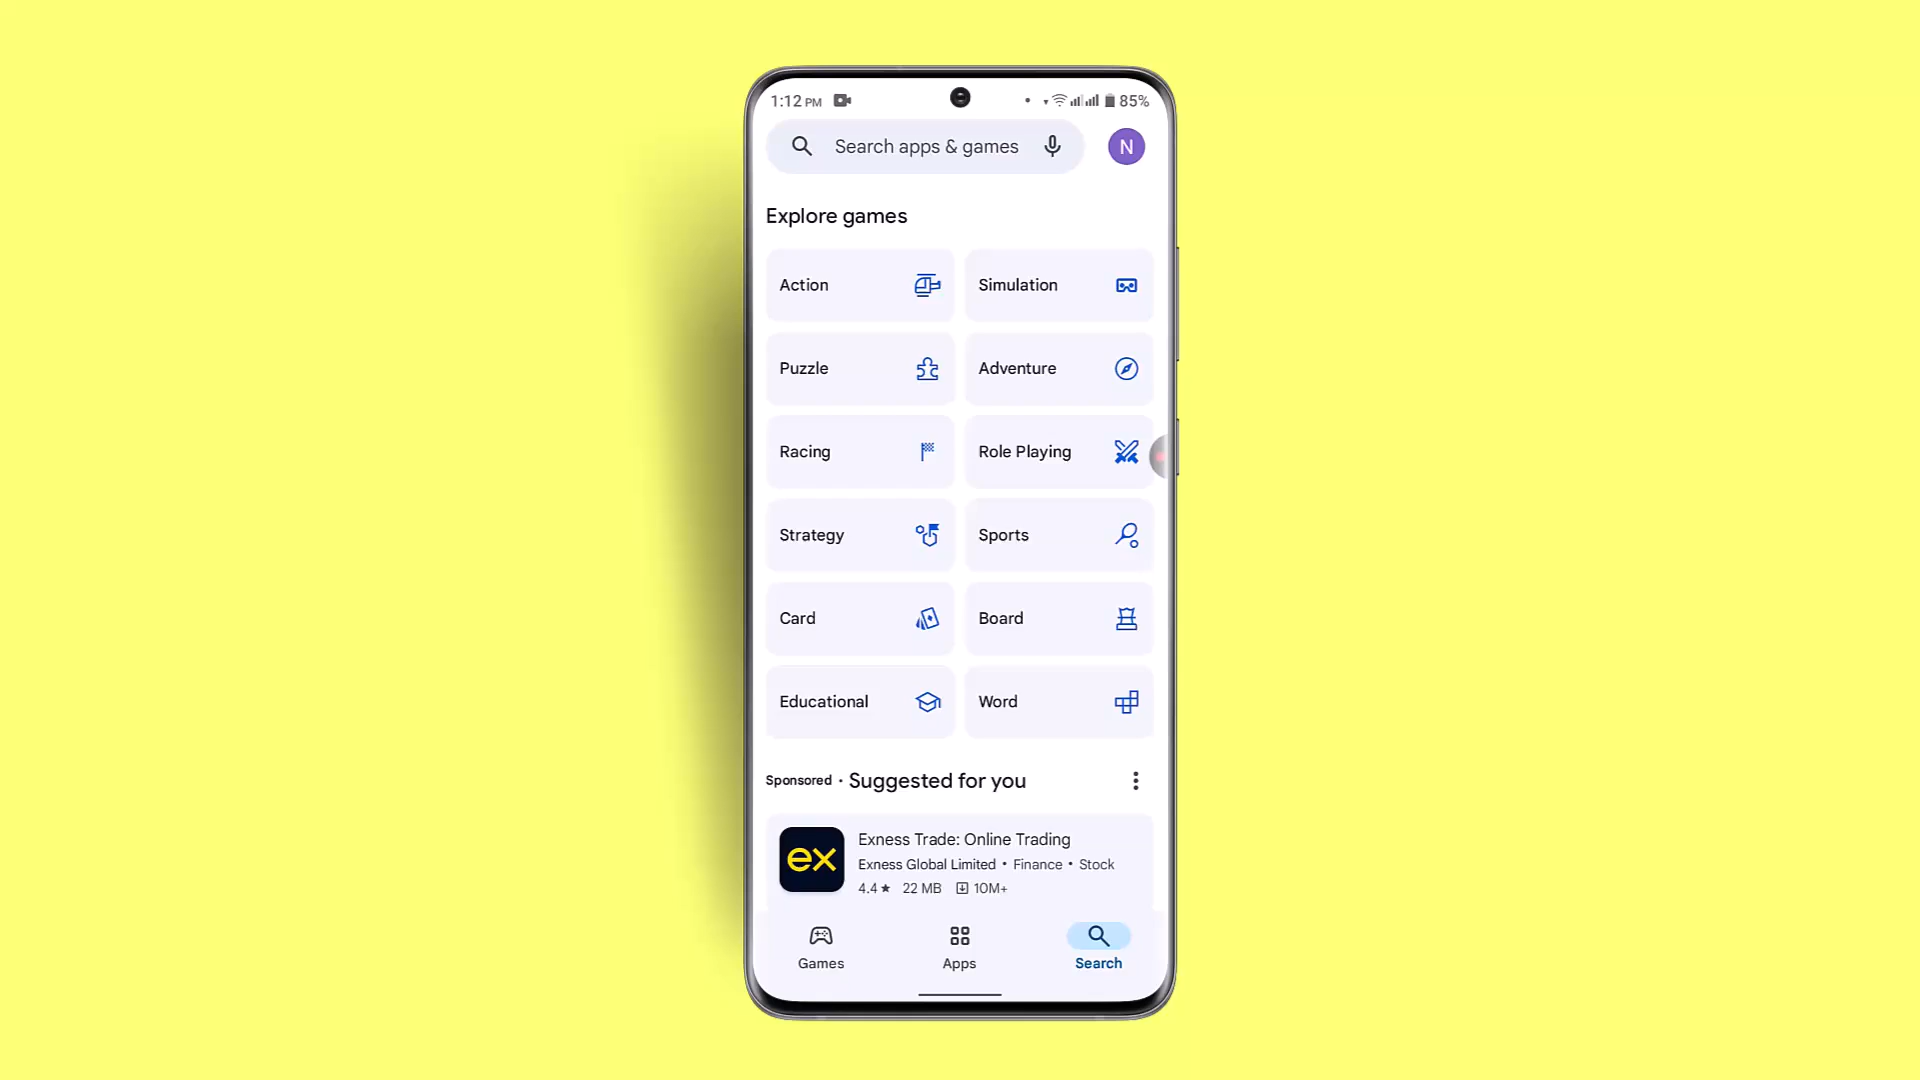 1:12 PM 85%
Search apps & games N
Explore games
Action Simulation
Puzzle Adventure
Racing Role Playing
Strategy Sports
Card Board
Educational Word
Sponsored • Suggested for you
ex Exness Trade: Online Trading
Exness Global Limited • Finance • Stock
4.4★ 22 MB 10M+
Games Apps Search